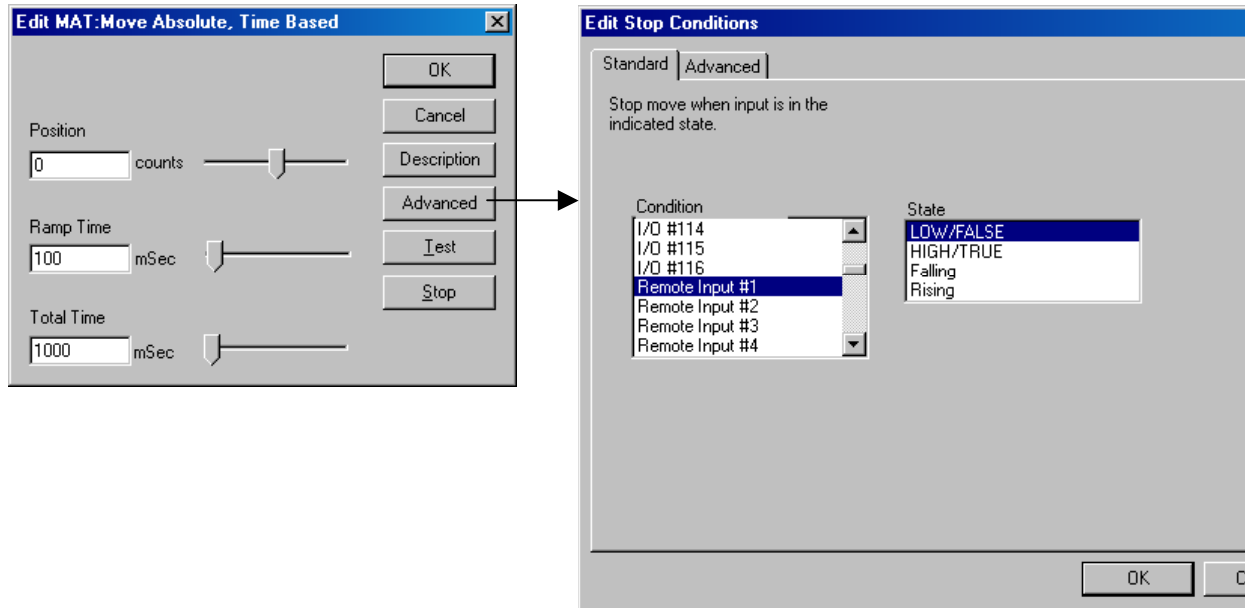 Edit MAT:Move Absolute, Time Based
OK
Cancel
Position
0 counts
Description
Advanced
Ramp Time
100 mSec
Test
Stop
Total Time
1000 mSec
Edit Stop Conditions
Standard Advanced
Stop move when input is in the
indicated state.
Condition
I/O #114
I/O #115
I/O #116
Remote Input #1
Remote Input #2
Remote Input #3
Remote Input #4
State
LOW/FALSE
HIGH/TRUE
Falling
Rising
OK